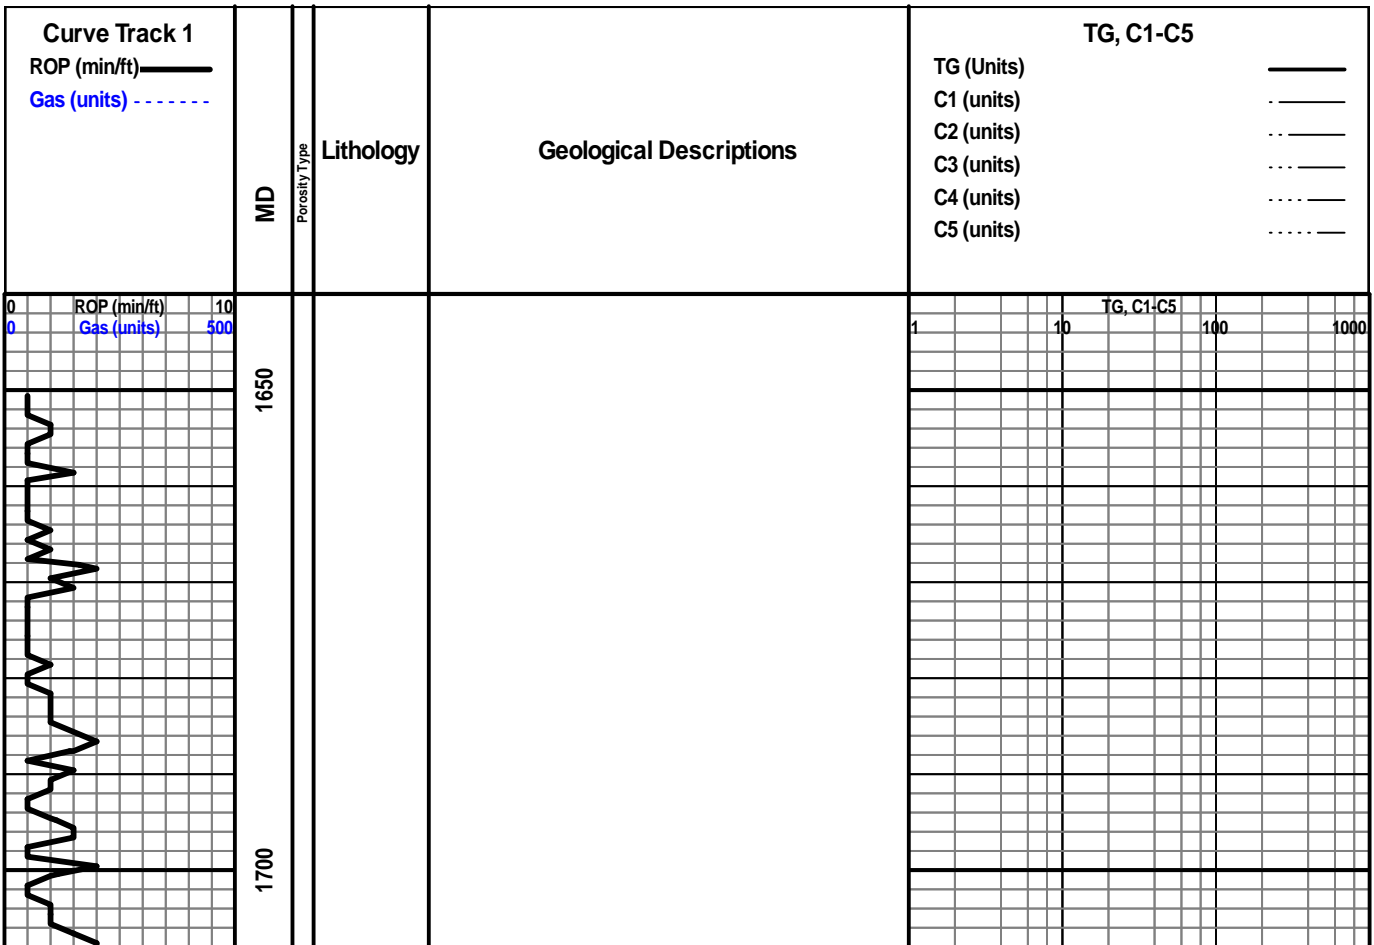 Curve Track 1
ROP (min/ft)
Gas (units)
MD
Porosity Type
Lithology
Geological Descriptions
TG, C1-C5
TG (Units)
C1 (units)
C2 (units)
C3 (units)
C4 (units)
C5 (units)
0 ROP (min/ft) 10
0 Gas (units) 500
TG, C1-C5
1 10 100 1000
1650
1700